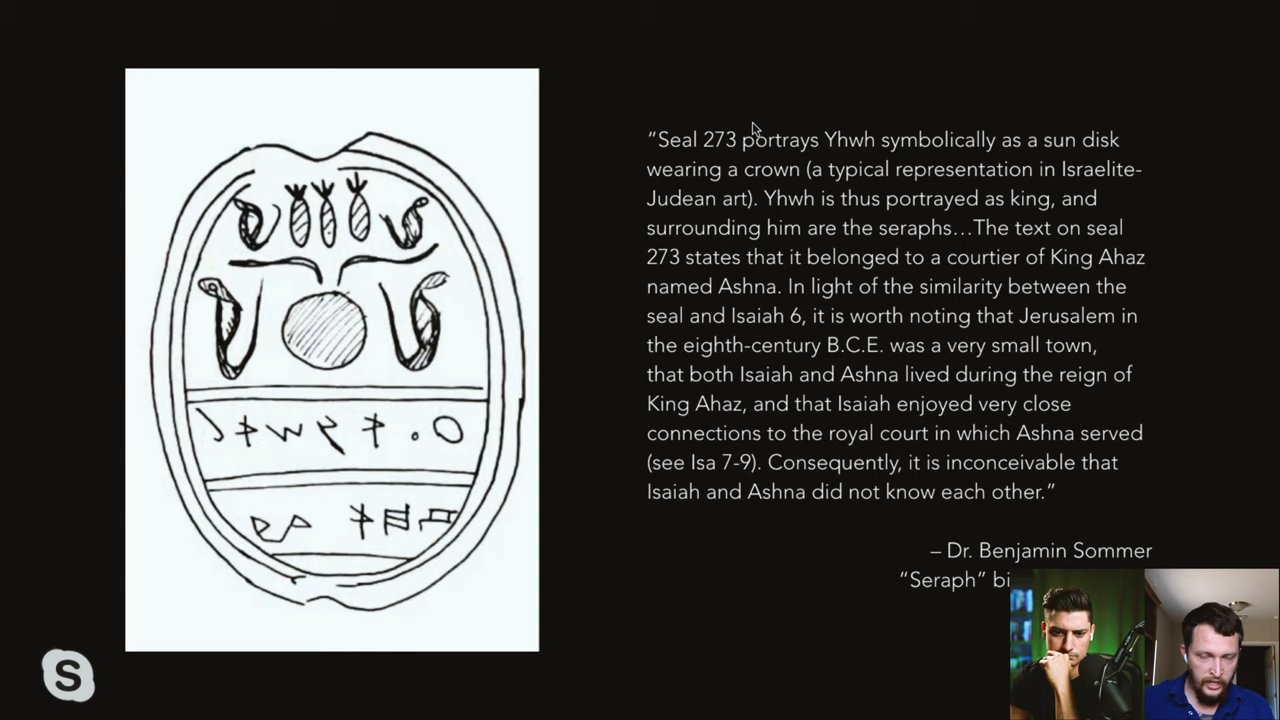 𐤋𐤀𐤔𐤍𐤀.𐤏
𐤁𐤃𐤀𐤇𐤆
“Seal 273 portrays Yhwh symbolically as a sun disk
wearing a crown (a typical representation in Israelite-
Judean art). Yhwh is thus portrayed as king, and
surrounding him are the seraphs…The text on seal
273 states that it belonged to a courtier of King Ahaz
named Ashna. In light of the similarity between the
seal and Isaiah 6, it is worth noting that Jerusalem in
the eighth-century B.C.E. was a very small town,
that both Isaiah and Ashna lived during the reign of
King Ahaz, and that Isaiah enjoyed very close
connections to the royal court in which Ashna served
(see Isa 7-9). Consequently, it is inconceivable that
Isaiah and Ashna did not know each other.”
– Dr. Benjamin Sommer
“Seraph”
S